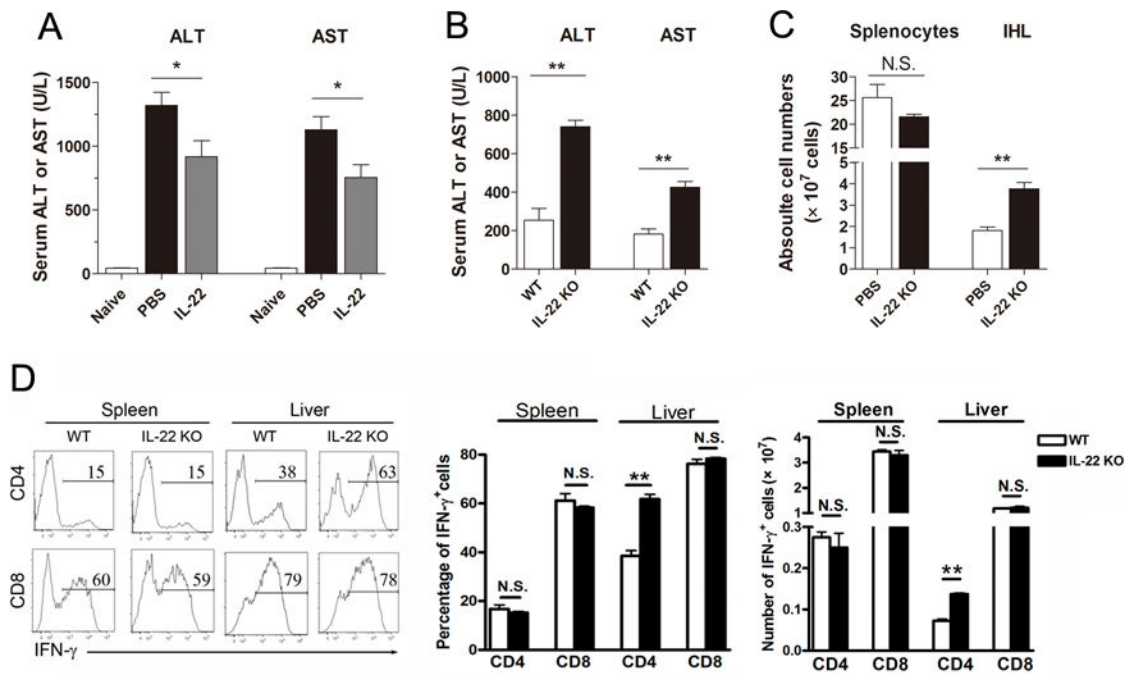 A
ALT
AST
*
*
Serum ALT or AST (U/L)
1500
1000
500
0
Naive
PBS
IL-22
Naive
PBS
IL-22
B
ALT
AST
**
**
Serum ALT or AST (U/L)
1000
800
600
400
200
0
WT
IL-22 KO
WT
IL-22 KO
C
Splenocytes
IHL
N.S.
**
Absoulte cell numbers
(× 10⁷ cells)
30
25
20
15
6
5
4
3
2
1
0
PBS
IL-22 KO
PBS
IL-22 KO
D
Spleen
Liver
WT
IL-22 KO
WT
IL-22 KO
CD4
15
15
38
63
CD8
60
59
79
78
IFN-γ
Spleen
Liver
N.S.
N.S.
**
N.S.
Percentage of IFN-γ⁺cells
80
60
40
20
0
CD4
CD8
CD4
CD8
Spleen
Liver
N.S.
N.S.
**
N.S.
Number of IFN-γ⁺ cells (× 10⁷)
4
3
2
1
0.3
0.2
0.1
0.0
CD4
CD8
CD4
CD8
WT
IL-22 KO